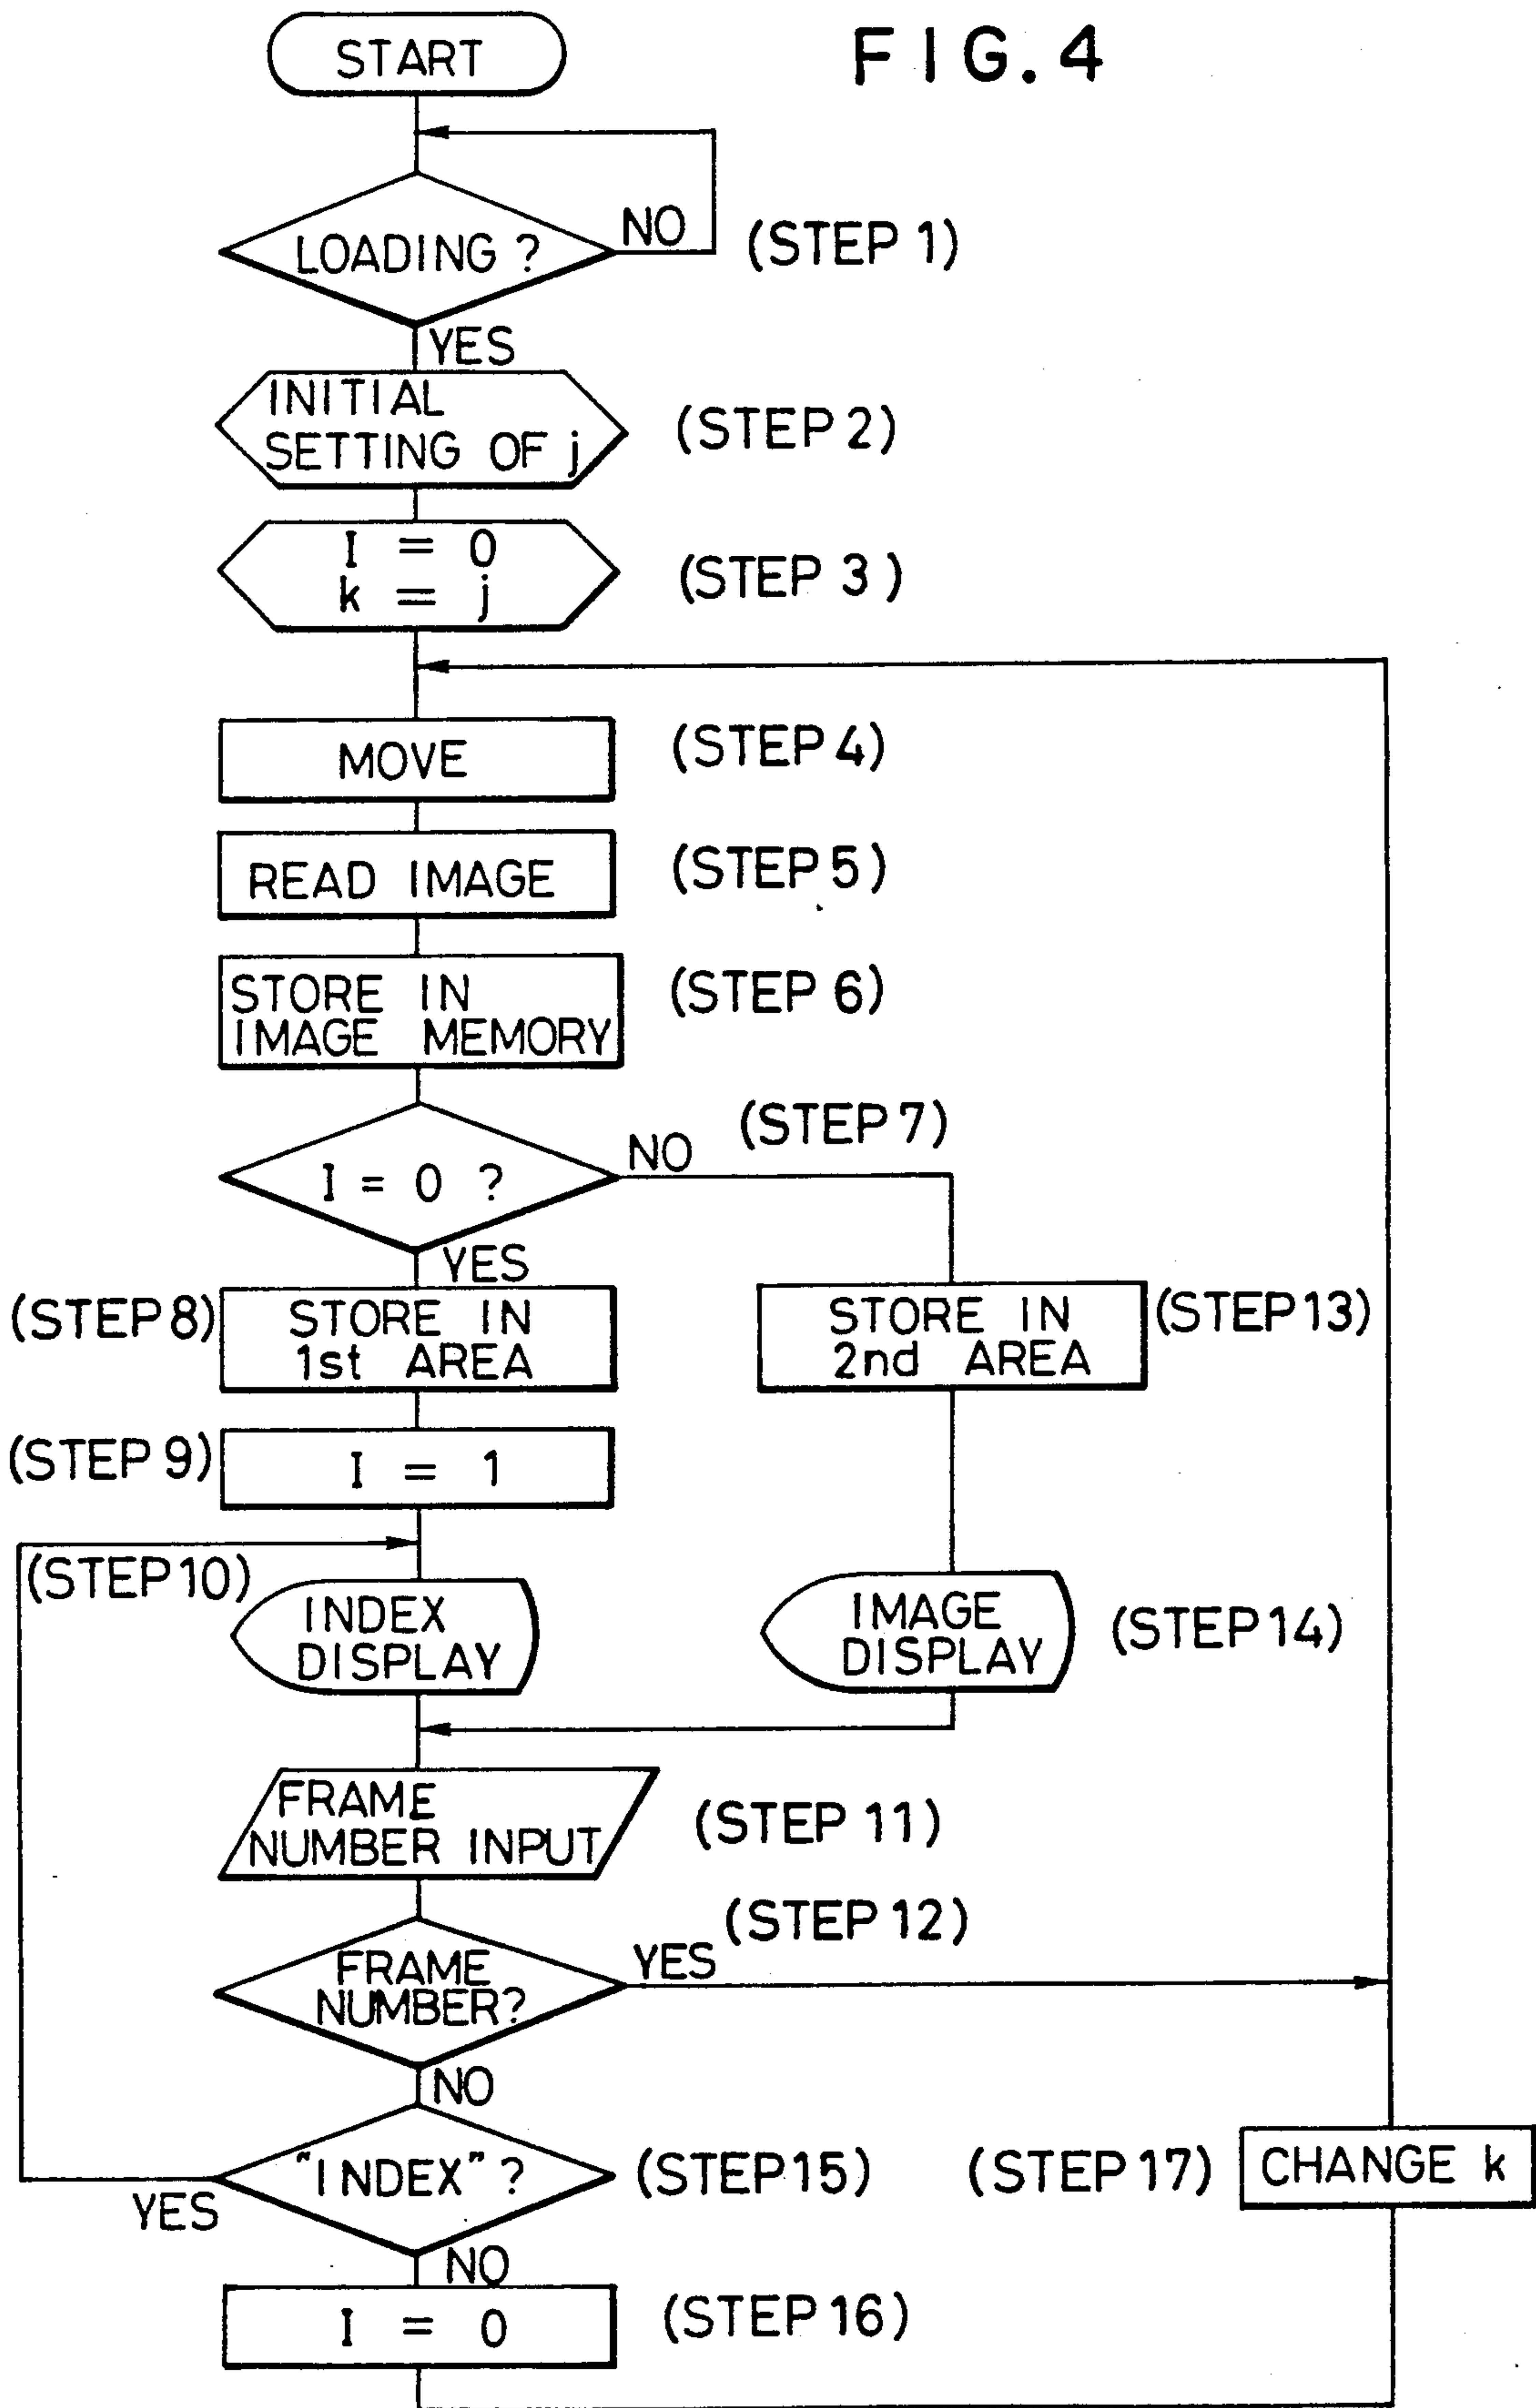 START
FIG. 4
LOADING ?
NO
(STEP 1)
YES
INITIAL
SETTING OF j
(STEP 2)
I = 0
k = j
(STEP 3)
MOVE
(STEP 4)
READ IMAGE
(STEP 5)
STORE IN
IMAGE MEMORY
(STEP 6)
I = 0 ?
NO
(STEP 7)
YES
(STEP 8)
STORE IN
1st AREA
STORE IN
2nd AREA
(STEP 13)
(STEP 9)
I = 1
(STEP 10)
INDEX
DISPLAY
IMAGE
DISPLAY
(STEP 14)
FRAME
NUMBER INPUT
(STEP 11)
FRAME
NUMBER?
YES
(STEP 12)
NO
"INDEX" ?
YES
(STEP 15)
(STEP 17)
CHANGE k
NO
I = 0
(STEP 16)